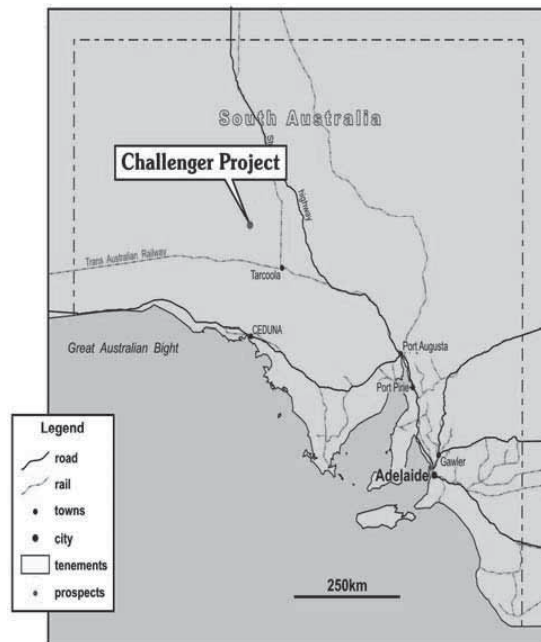 South Australia
Challenger Project
highway
Trans Australian Railway
Tarcoola
CEDUNA
Great Australian Bight
Port Augusta
Port Pirie
Gawler
Adelaide
Legend
road
rail
towns
city
tenements
prospects
250km